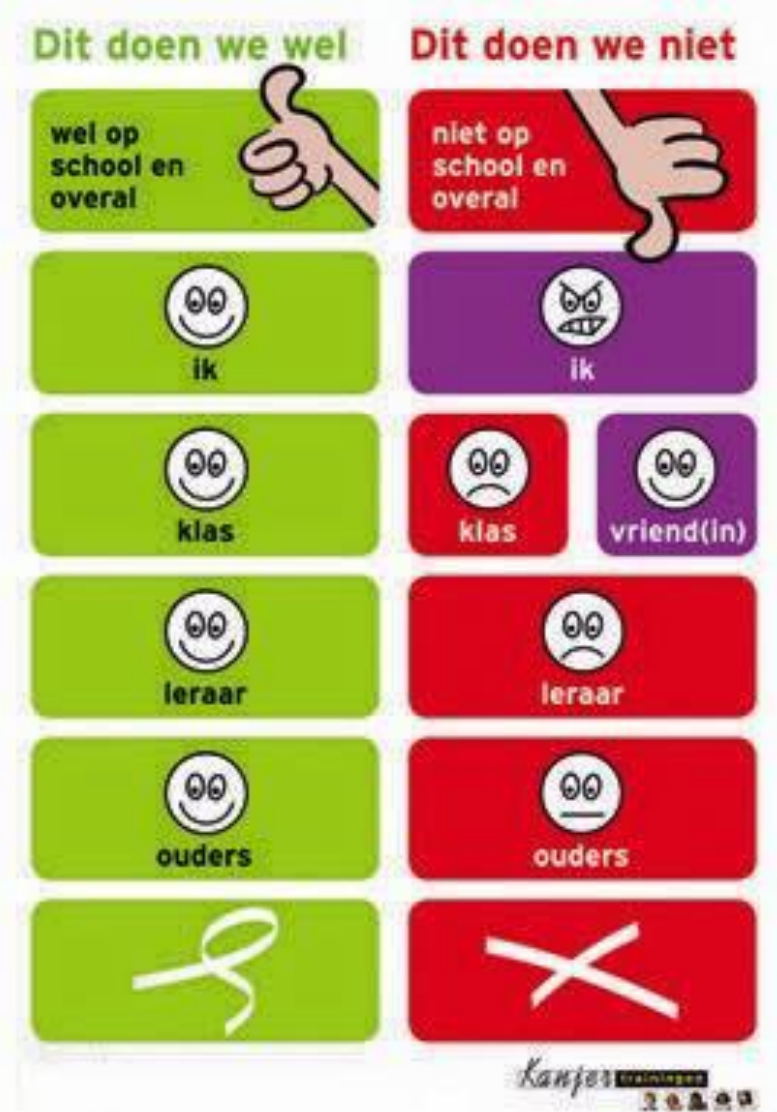 Dit doen we wel
wel op
school en
overal
ik
klas
leraar
ouders
Dit doen we niet
niet op
school en
overal
ik
klas
vriend(in)
leraar
ouders
Kanjer trainingen